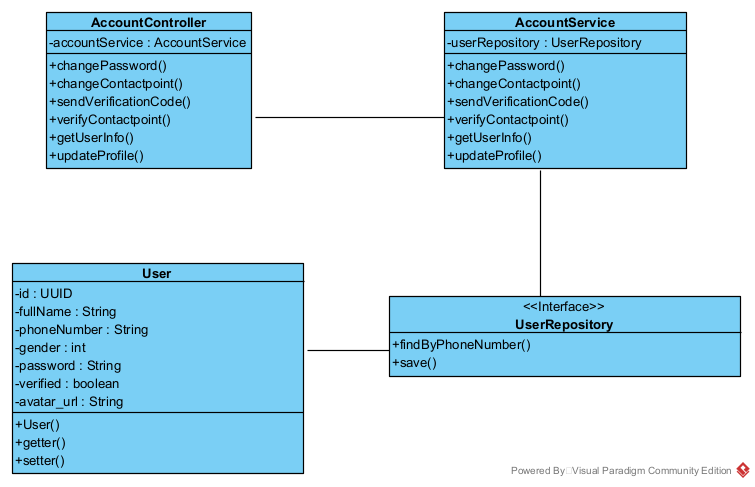 AccountController
-accountService : AccountService
+changePassword()
+changeContactpoint()
+sendVerificationCode()
+verifyContactpoint()
+getUserInfo()
+updateProfile()
AccountService
-userRepository : UserRepository
+changePassword()
+changeContactpoint()
+sendVerificationCode()
+verifyContactpoint()
+getUserInfo()
+updateProfile()
User
-id : UUID
-fullName : String
-phoneNumber : String
-gender : int
-password : String
-verified : boolean
-avatar_url : String
+User()
+getter()
+setter()
<<Interface>>
UserRepository
+findByPhoneNumber()
+save()
Powered By Visual Paradigm Community Edition